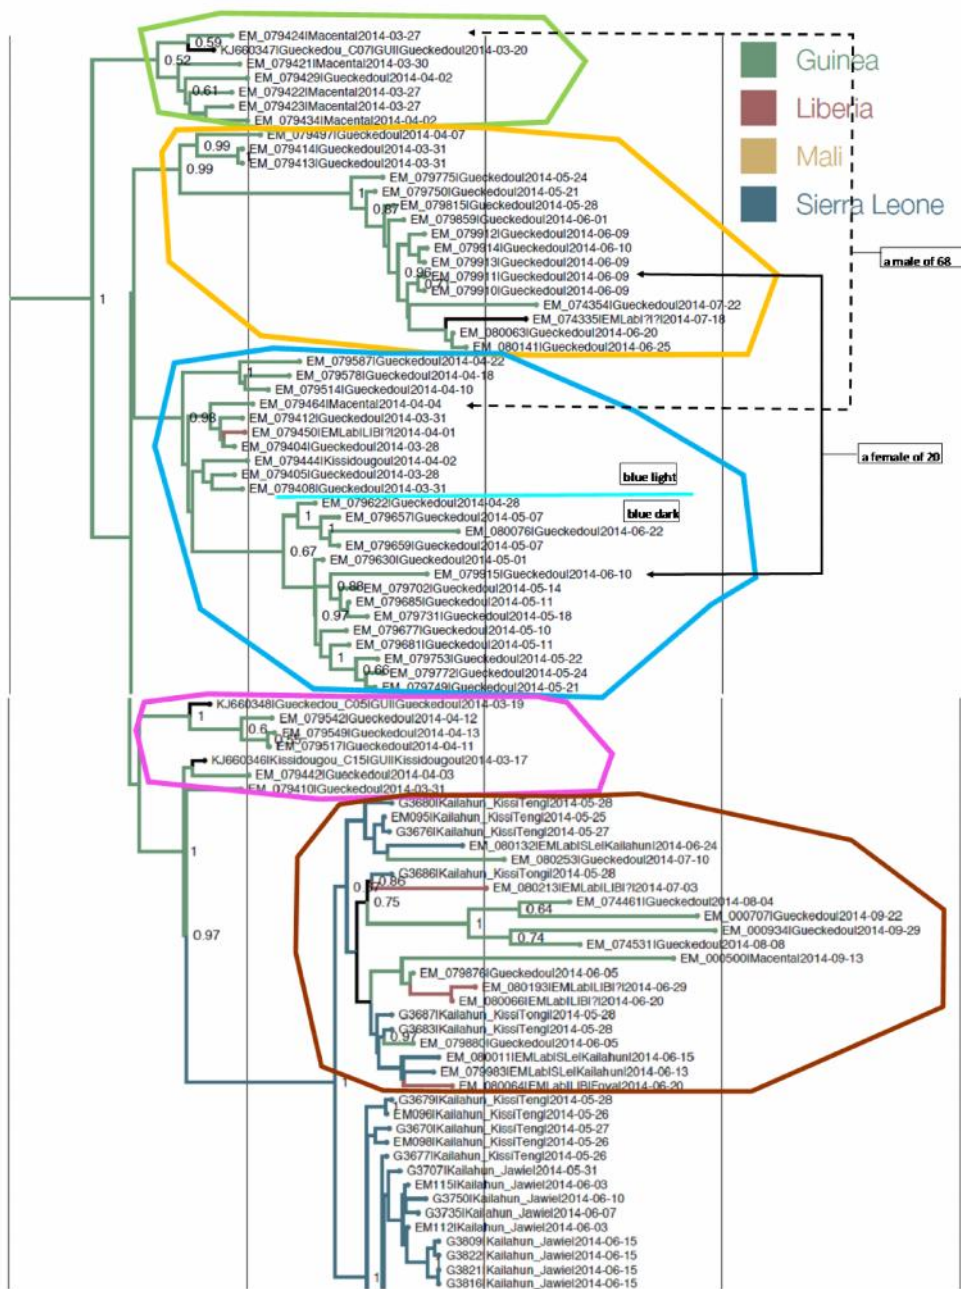 EM_079424|Macenta|2014-03-27
0.59
KJ660347|Gueckedou_C07|GUI|Gueckedou|2014-03-20
0.52
EM_079421|Macenta|2014-03-30
EM_079429|Gueckedou|2014-04-02
0.61
EM_079422|Macenta|2014-03-27
EM_079423|Macenta|2014-03-27
EM_079434|Macenta|2014-04-02
Guinea
Liberia
Mali
Sierra Leone
EM_079497|Gueckedou|2014-04-07
0.99
EM_079414|Gueckedou|2014-03-31
1
EM_079413|Gueckedou|2014-03-31
0.99
EM_079775|Gueckedou|2014-05-24
1
EM_079750|Gueckedou|2014-05-21
EM_079815|Gueckedou|2014-05-28
0.87
EM_079859|Gueckedou|2014-06-01
EM_079912|Gueckedou|2014-06-09
EM_079914|Gueckedou|2014-06-10
EM_079913|Gueckedou|2014-06-09
0.96
EM_079911|Gueckedou|2014-06-09
EM_079910|Gueckedou|2014-06-09
a male of 68
1
EM_074354|Gueckedou|2014-07-22
EM_074335|EMLab|?|?|2014-07-18
EM_080063|Gueckedou|2014-06-20
EM_080141|Gueckedou|2014-06-25
EM_079587|Gueckedou|2014-04-22
1
EM_079578|Gueckedou|2014-04-18
EM_079514|Gueckedou|2014-04-10
EM_079464|Macenta|2014-04-04
0.98
EM_079412|Gueckedou|2014-03-31
EM_079450|EMLab|LIB|?|2014-04-01
EM_079404|Gueckedou|2014-03-28
EM_079444|Kissidougou|2014-04-02
EM_079405|Gueckedou|2014-03-28
EM_079408|Gueckedou|2014-03-31
a female of 20
blue light
blue dark
EM_079622|Gueckedou|2014-04-28
1
EM_079657|Gueckedou|2014-05-07
1
EM_080076|Gueckedou|2014-06-22
EM_079659|Gueckedou|2014-05-07
0.67
EM_079630|Gueckedou|2014-05-01
EM_079915|Gueckedou|2014-06-10
0.88
EM_079702|Gueckedou|2014-05-14
EM_079685|Gueckedou|2014-05-11
0.97
EM_079731|Gueckedou|2014-05-18
EM_079677|Gueckedou|2014-05-10
EM_079681|Gueckedou|2014-05-11
1
EM_079753|Gueckedou|2014-05-22
0.66
EM_079772|Gueckedou|2014-05-24
EM_079749|Gueckedou|2014-05-21
KJ660348|Gueckedou_C05|GUI|Gueckedou|2014-03-19
1
EM_079542|Gueckedou|2014-04-12
0.6
EM_079549|Gueckedou|2014-04-13
EM_079517|Gueckedou|2014-04-11
KJ660346|Kissidougou_C15|GUI|Kissidougou|2014-03-17
EM_079442|Gueckedou|2014-04-03
EM_079410|Gueckedou|2014-03-31
G3680|Kailahun_KissiTeng|2014-05-28
EM095|Kailahun_KissiTeng|2014-05-25
G3676|Kailahun_KissiTeng|2014-05-27
1
EM_080132|EMLab|SLe|Kailahun|2014-06-24
EM_080253|Gueckedou|2014-07-10
G3686|Kailahun_KissiTongi|2014-05-28
0.86
EM_080213|EMLab|LIB|?|2014-07-03
0.75
EM_074461|Gueckedou|2014-08-04
0.64
EM_000707|Gueckedou|2014-09-22
1
EM_000934|Gueckedou|2014-09-29
0.97
0.74
EM_074531|Gueckedou|2014-08-08
EM_000500|Macenta|2014-09-13
EM_079876|Gueckedou|2014-06-05
EM_080193|EMLab|LIB|?|2014-06-29
EM_080066|EMLab|LIB|?|2014-06-20
G3687|Kailahun_KissiTongi|2014-05-28
G3683|Kailahun_KissiTeng|2014-05-28
0.97
EM_079880|Gueckedou|2014-06-05
EM_080011|EMLab|SLe|Kailahun|2014-06-15
EM_079983|EMLab|SLe|Kailahun|2014-06-13
1
EM_080064|EMLab|LIB|Foya|2014-06-20
G3679|Kailahun_KissiTeng|2014-05-28
1
EM096|Kailahun_KissiTeng|2014-05-26
G3670|Kailahun_KissiTeng|2014-05-27
EM098|Kailahun_KissiTeng|2014-05-26
G3677|Kailahun_KissiTeng|2014-05-26
G3707|Kailahun_Jawie|2014-05-31
EM115|Kailahun_Jawie|2014-06-03
G3750|Kailahun_Jawie|2014-06-10
G3735|Kailahun_Jawie|2014-06-07
EM112|Kailahun_Jawie|2014-06-03
G3809|Kailahun_Jawie|2014-06-15
G3822|Kailahun_Jawie|2014-06-15
G3821|Kailahun_Jawie|2014-06-15
1
G3816|Kailahun_Jawie|2014-06-15